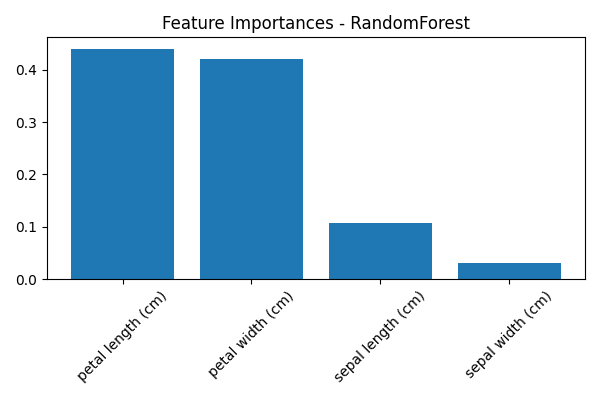 Feature Importances - RandomForest
0.4
0.3
0.2
0.1
0.0
petal length (cm)
petal width (cm)
sepal length (cm)
sepal width (cm)